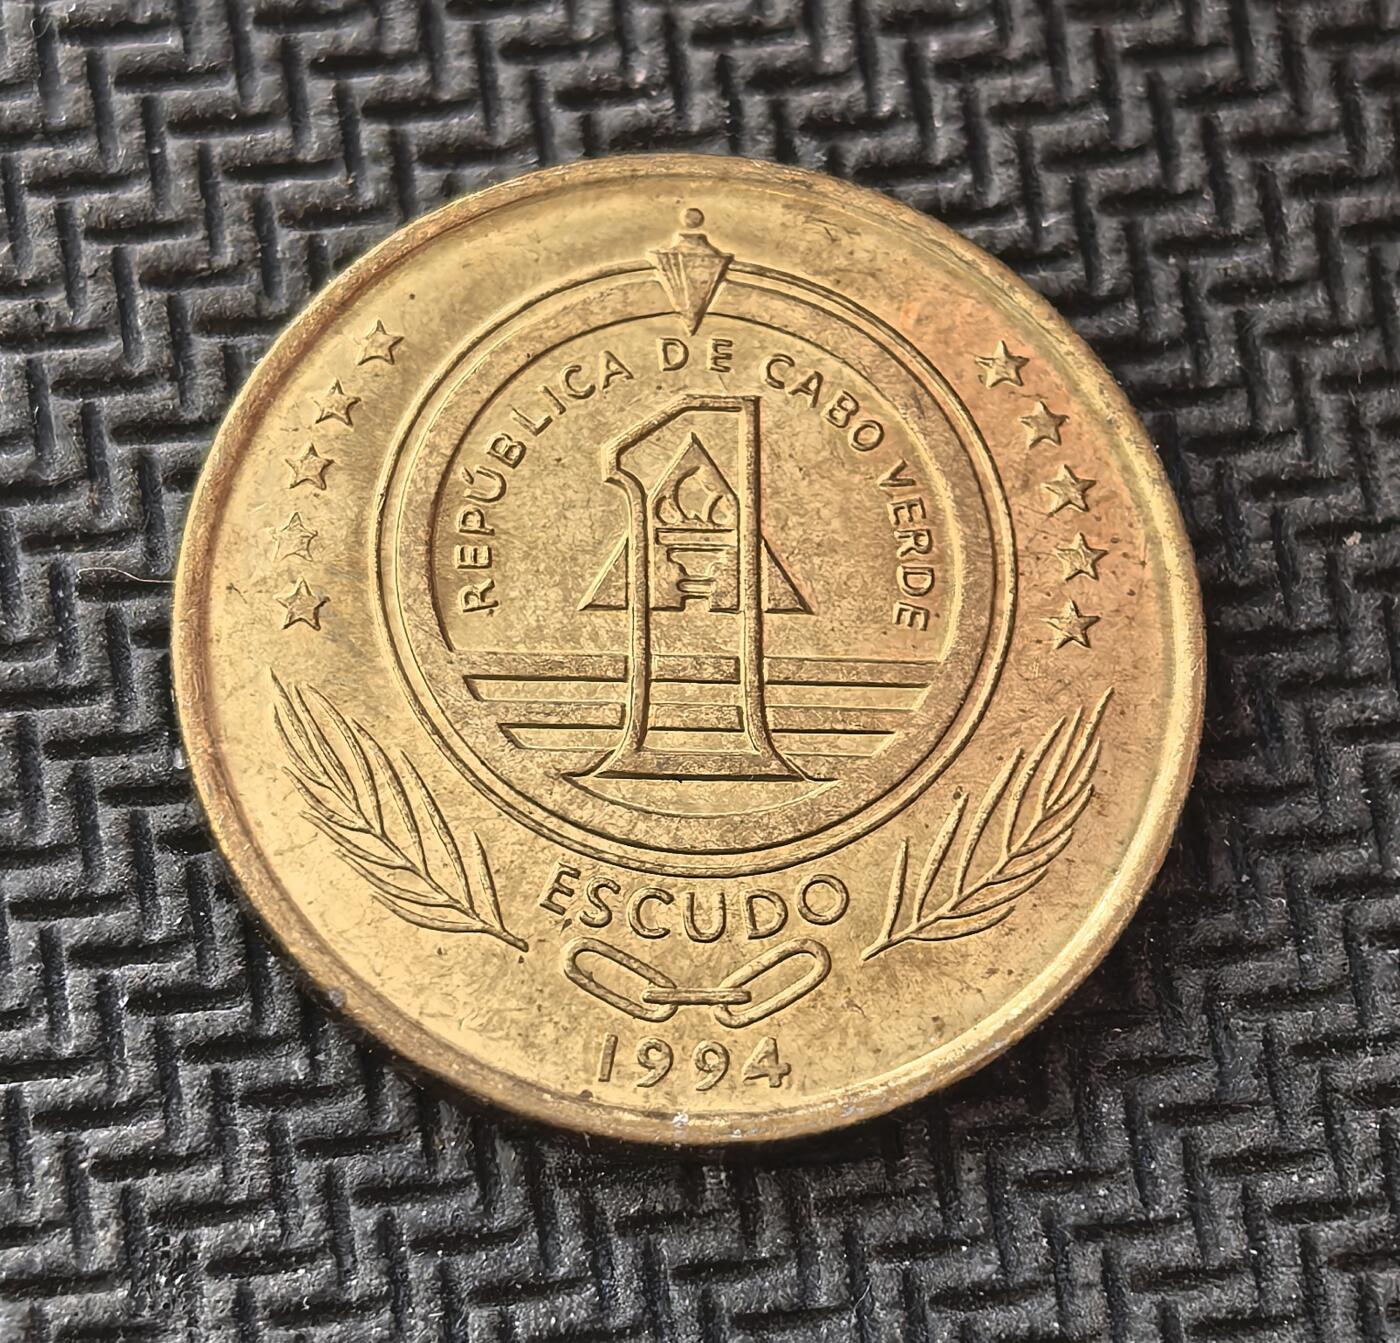 REPÚBLICA DE CABO VERDE
1
ESCUDO
1994